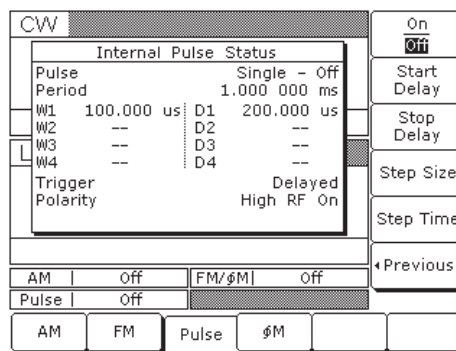 CW
Internal Pulse Status
Pulse Single - Off
Period 1.000 000 ms
W1 100.000 us D1 200.000 us
W2 -- D2 --
W3 -- D3 --
W4 -- D4 --
Trigger Delayed
Polarity High RF On
L
AM Off FM/ɸM Off
Pulse Off
AM FM Pulse ɸM
On
Off
Start
Delay
Stop
Delay
Step Size
Step Time
Previous